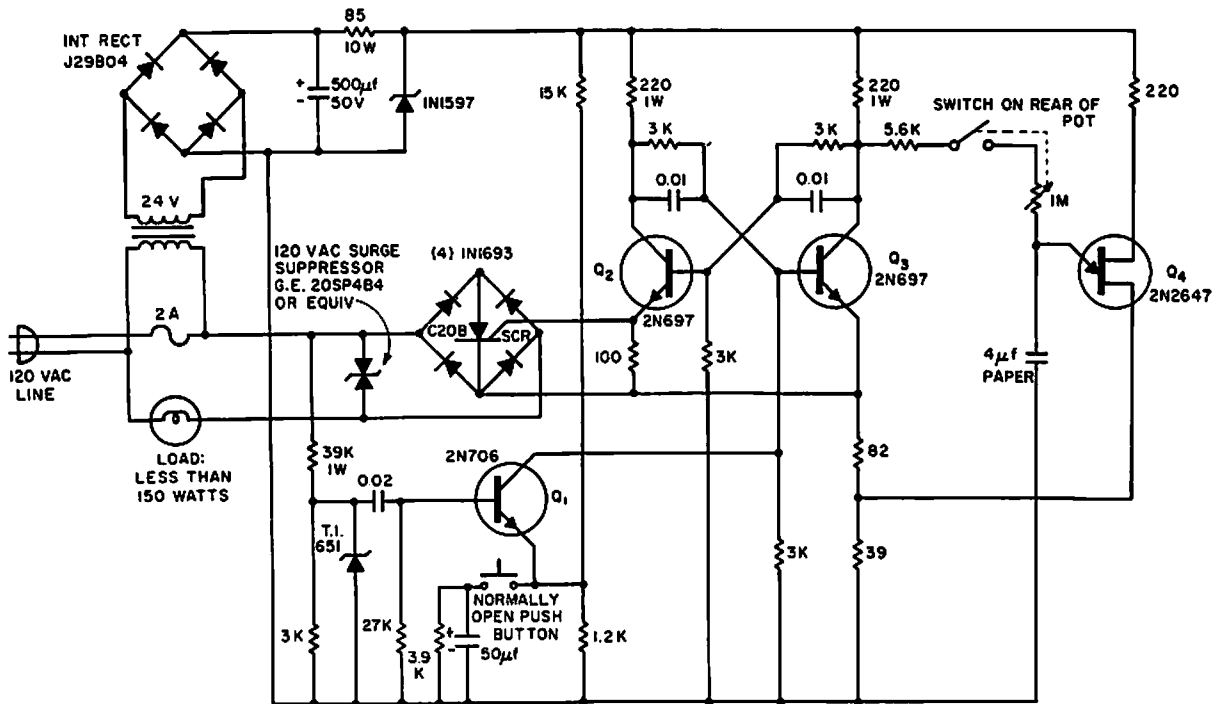 INT RECT
J29B04
85
10W
500µf
50V
+
-
IN1597
15K
220
1W
3K
0.01
220
1W
3K
0.01
5.6K
SWITCH ON REAR OF
POT
1M
220
24 V
120 VAC SURGE
SUPPRESSOR
G.E. 20SP4B4
OR EQUIV
(4) IN1693
C20B
SCR
Q2
2N697
Q3
2N697
Q4
2N2647
2A
120 VAC
LINE
100
3K
4µf
PAPER
LOAD:
LESS THAN
150 WATTS
39K
1W
0.02
2N706
Q1
82
T.I.
651
3K
39
NORMALLY
OPEN PUSH
BUTTON
3K
27K
3.9
K
+
-
50µf
1.2K